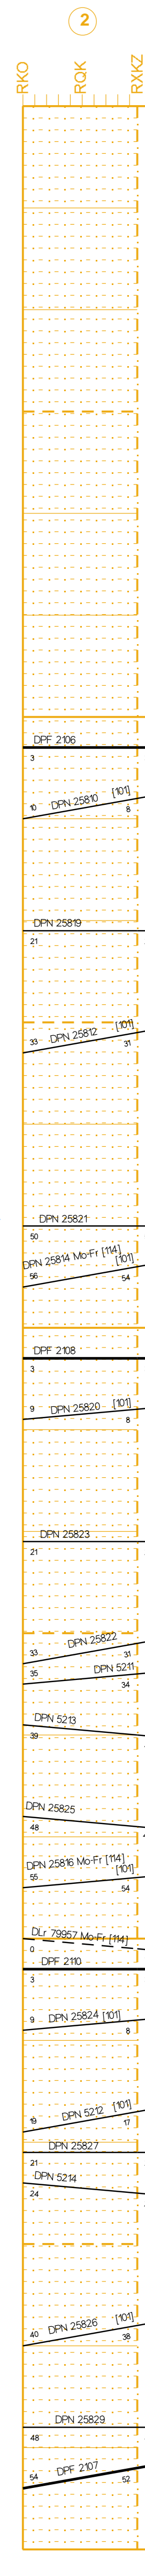 2
RKO RQK RXKZ
DPF 2106
3
DPN 25810 [101]
10 8
DPN 25819
21
DPN 25812 [101]
33 31
DPN 25821
50
DPN 25814 Mo-Fr [114]
[101]
56 54
DPF 2108
3
DPN 25820 [101]
9 8
DPN 25823
21
DPN 25822
33 31
DPN 5211
35 34
DPN 5213
39
DPN 25825
48
DPN 25816 Mo-Fr [114]
[101]
55 54
DLr 79957 Mo-Fr [114]
0
DPF 2110
3
DPN 25824 [101]
9 8
DPN 5212 [101]
19 17
DPN 25827
21
DPN 5214
24
DPN 25826 [101]
40 38
DPN 25829
48
DPF 2107
54 52